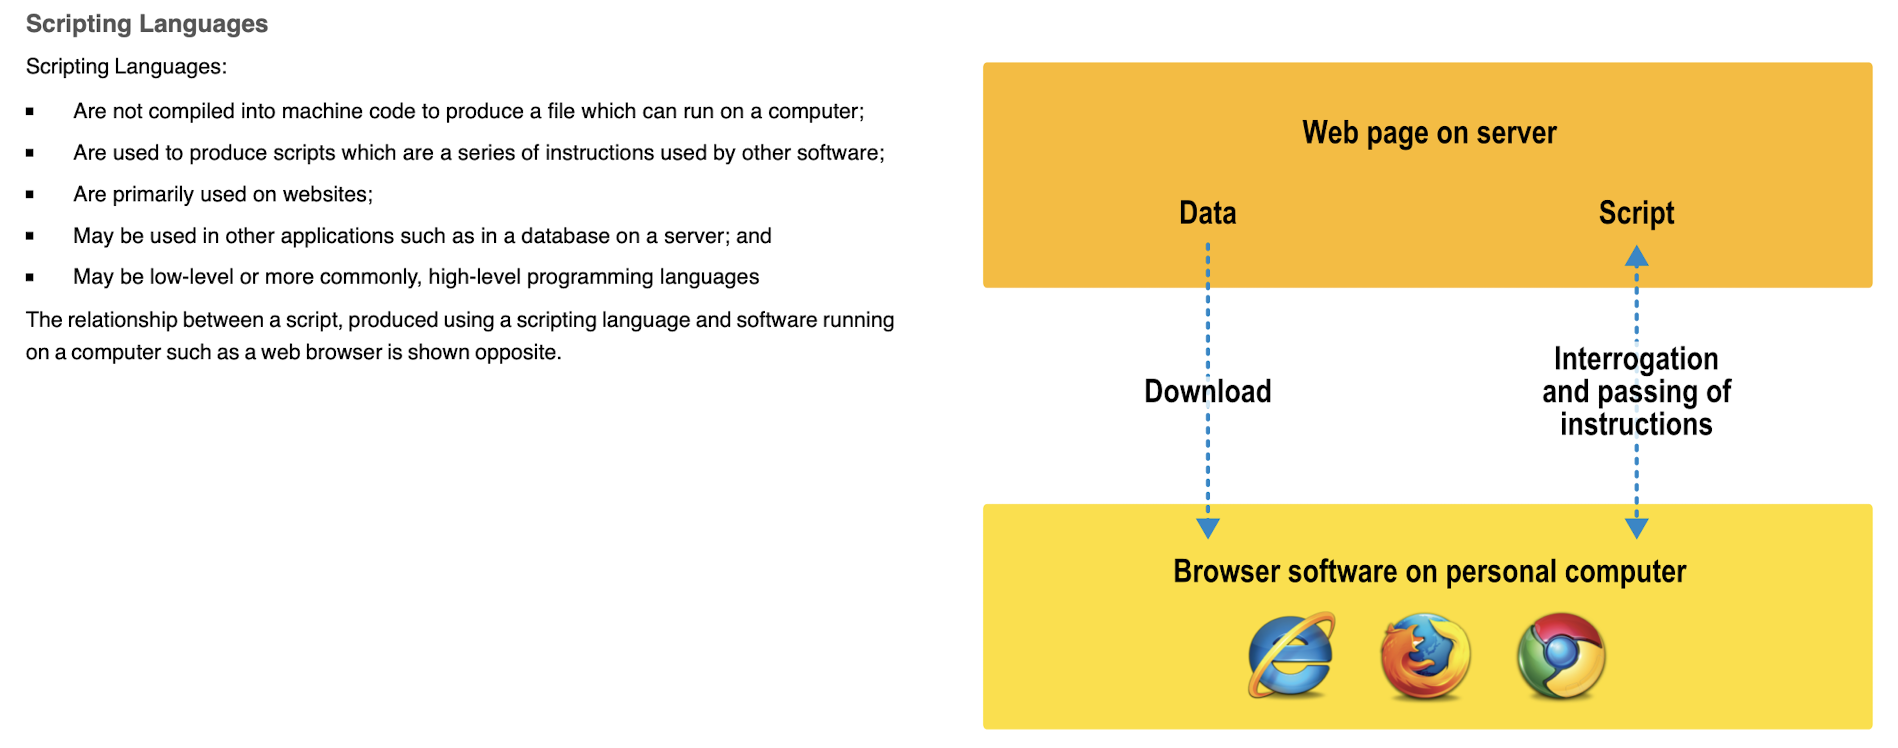 Scripting Languages
Scripting Languages:
▪ Are not compiled into machine code to produce a file which can run on a computer;
▪ Are used to produce scripts which are a series of instructions used by other software;
▪ Are primarily used on websites;
▪ May be used in other applications such as in a database on a server; and
▪ May be low-level or more commonly, high-level programming languages
The relationship between a script, produced using a scripting language and software running
on a computer such as a web browser is shown opposite.
Web page on server
Data
Script
Download
Interrogation
and passing of
instructions
Browser software on personal computer